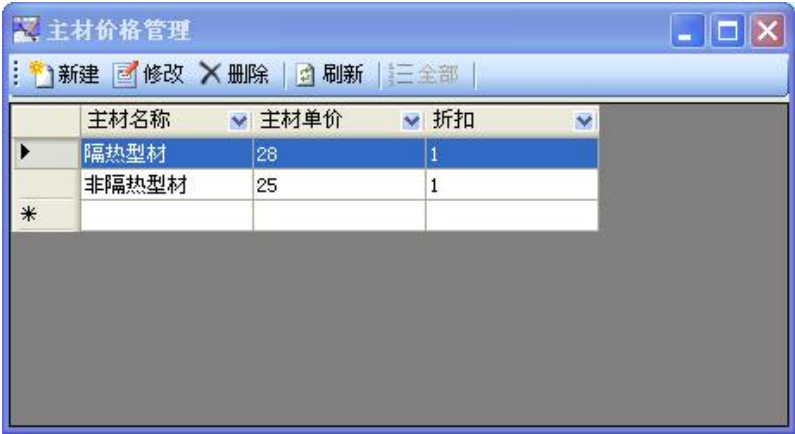 主材价格管理
新建 修改 删除 刷新 全部
主材名称 主材单价 折扣
隔热型材 28 1
非隔热型材 25 1